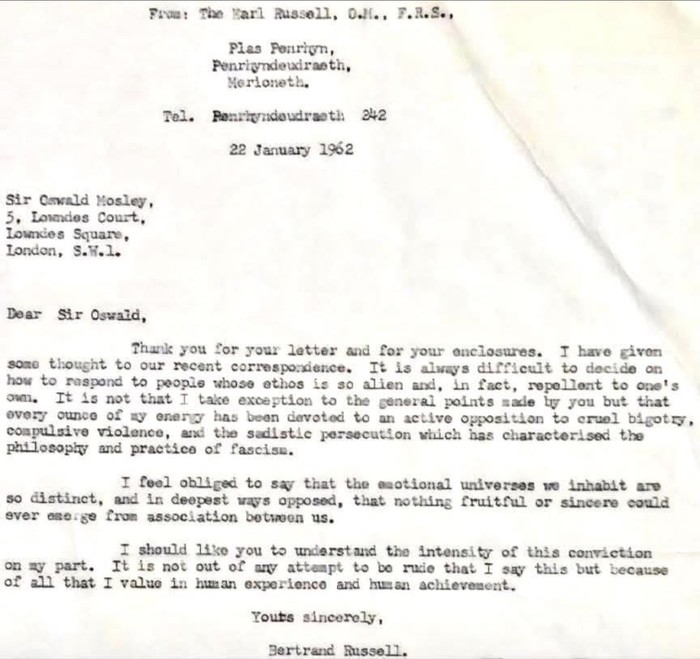 From: The Earl Russell, O.M., F.R.S.,
Plas Penrhyn,
Penrhyndeudraeth,
Merioneth.
Tel. Penrhyndeudraeth 242
22 January 1962
Sir Oswald Mosley,
5, Lowndes Court,
Lowndes Square,
London, S.W.1.
Dear Sir Oswald,
Thank you for your letter and for your enclosures. I have given
some thought to our recent correspondence. It is always difficult to decide on
how to respond to people whose ethos is so alien and, in fact, repellent to one's
own. It is not that I take exception to the general points made by you but that
every ounce of my energy has been devoted to an active opposition to cruel bigotry,
compulsive violence, and the sadistic persecution which has characterised the
philosophy and practice of fascism.
I feel obliged to say that the emotional universes we inhabit are
so distinct, and in deepest ways opposed, that nothing fruitful or sincere could
ever emerge from association between us.
I should like you to understand the intensity of this conviction
on my part. It is not out of any attempt to be rude that I say this but because
of all that I value in human experience and human achievement.
Yours sincerely,
Bertrand Russell.